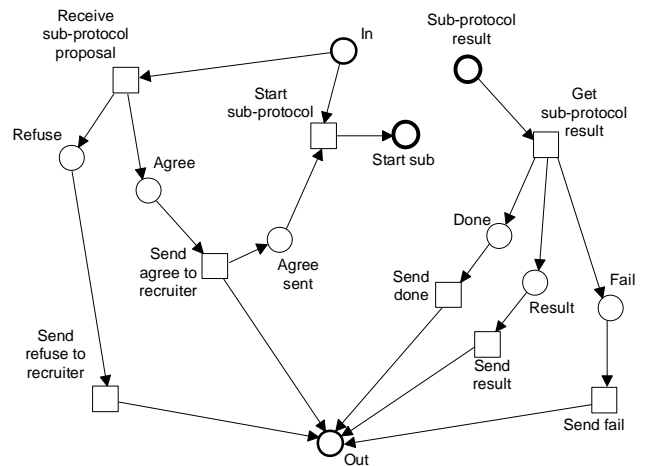 Receive
sub-protocol
proposal
In
Sub-protocol
result
Start
sub-protocol
Get
sub-protocol
result
Refuse
Agree
Start sub
Done
Send
agree to
recruiter
Agree
sent
Send
done
Result
Fail
Send
refuse to
recruiter
Send
result
Send fail
Out